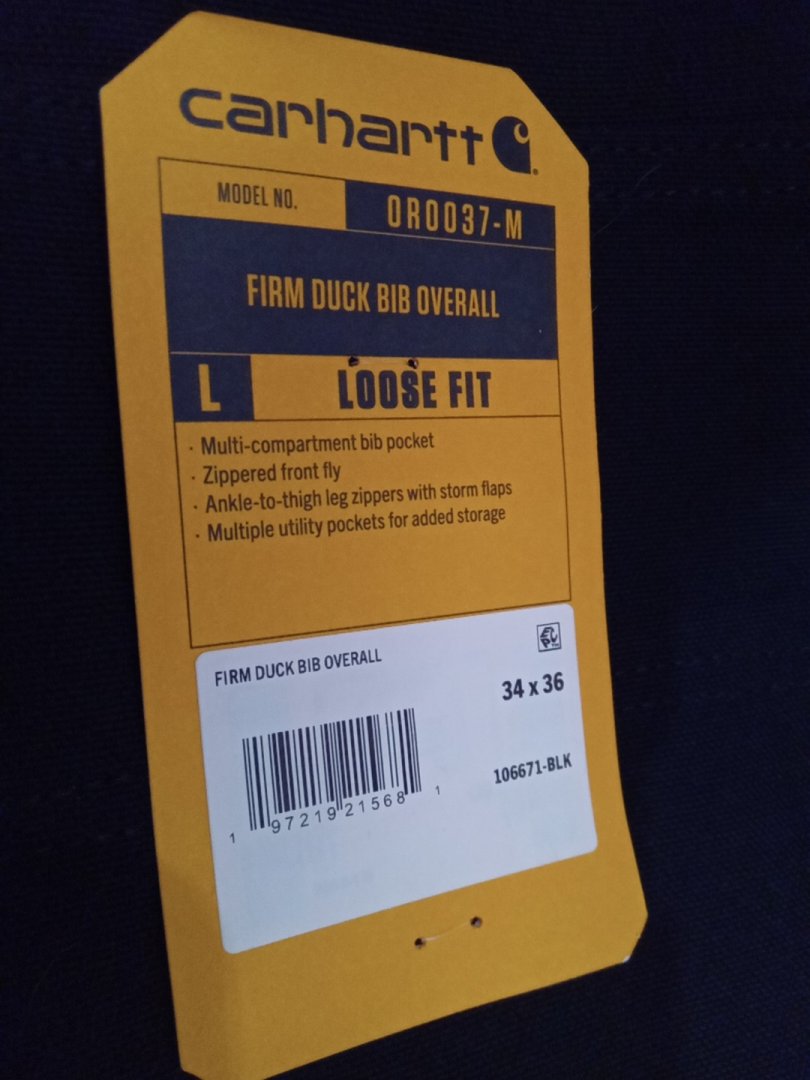 carhartt
MODEL NO. OR0037-M
FIRM DUCK BIB OVERALL
L LOOSE FIT
· Multi-compartment bib pocket
· Zippered front fly
· Ankle-to-thigh leg zippers with storm flaps
· Multiple utility pockets for added storage
FIRM DUCK BIB OVERALL
34 x 36
106671-BLK
1 97219 21568 1